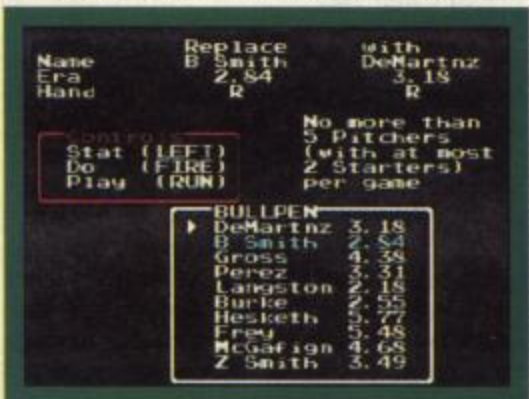 Replace with
Name B Smith DeMartnz
Era 2.84 3.18
Hand R R
No more than
5 Pitchers
(with at most
2 Starters)
per game
Controls
Stat (LEFT)
Do (FIRE)
Play (RUN)
BULLPEN
DeMartnz 3.18
B Smith 2.84
Gross 4.38
Perez 3.31
Langston 2.18
Burke 2.55
Hesketh 5.77
Frey 5.48
McGafign 4.68
Z Smith 3.49